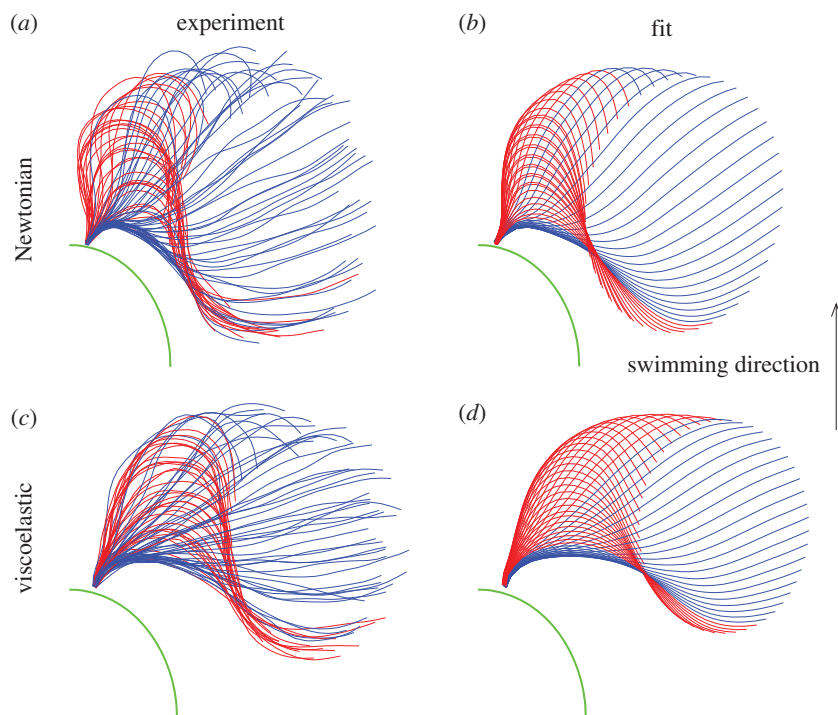 (a) experiment (b) fit
Newtonian
swimming direction
(c) (d)
viscoelastic